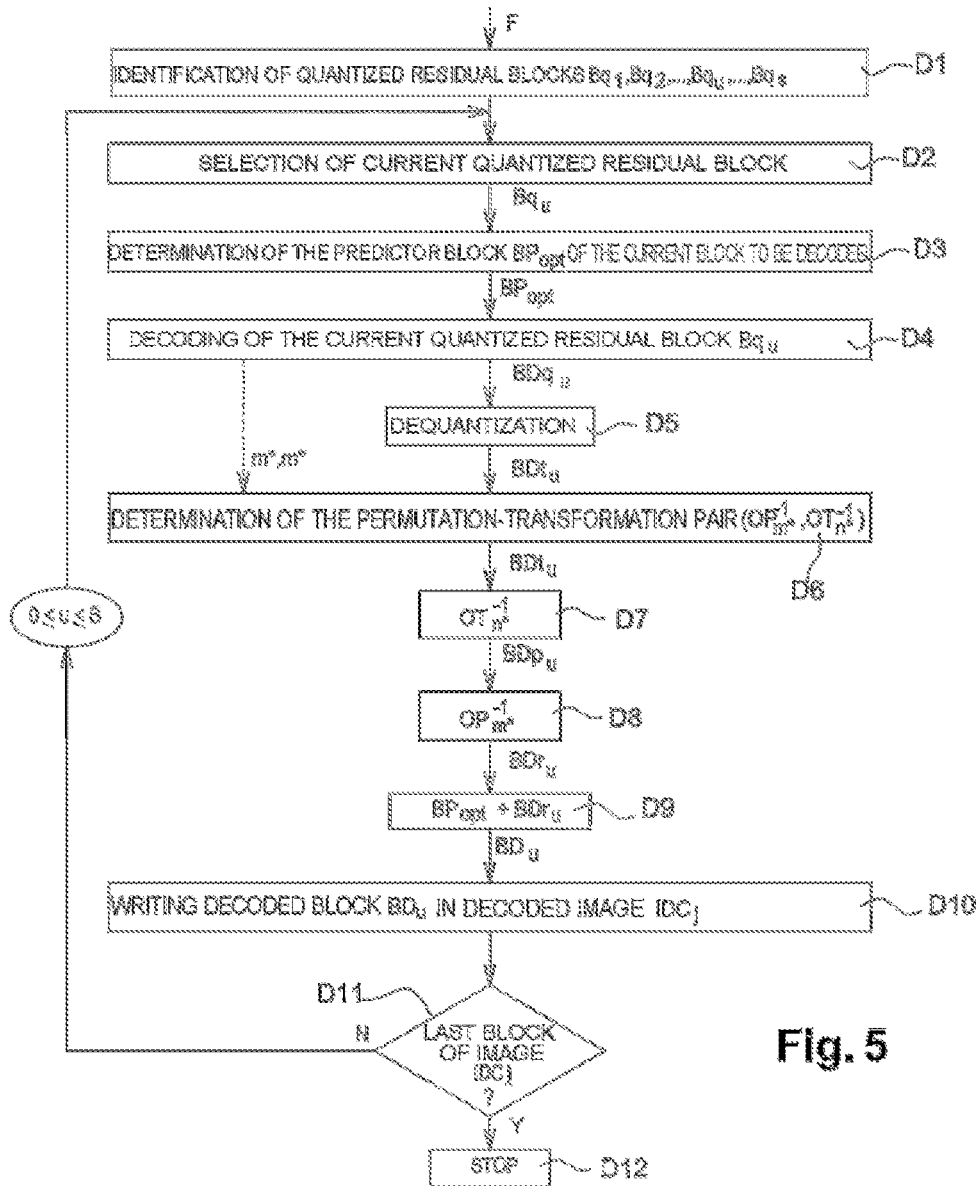 F
IDENTIFICATION OF QUANTIZED RESIDUAL BLOCKS Bq₁,Bq₂,...,Bqᵤ,...,Bqₛ
D1
SELECTION OF CURRENT QUANTIZED RESIDUAL BLOCK
D2
Bqᵤ
DETERMINATION OF THE PREDICTOR BLOCK BPopt OF THE CURRENT BLOCK TO BE DECODED
D3
BPopt
DECODING OF THE CURRENT QUANTIZED RESIDUAL BLOCK Bqᵤ
D4
BDqᵤ
DEQUANTIZATION
D5
BDtᵤ
DETERMINATION OF THE PERMUTATION-TRANSFORMATION PAIR (OP⁻¹m*, OT⁻¹n*)
D6
BDtᵤ
OT⁻¹n*
D7
BDpᵤ
OP⁻¹m*
D8
BDrᵤ
BPopt + BDrᵤ
D9
BDᵤ
WRITING DECODED BLOCK BDᵤ IN DECODED IMAGE IDCj
D10
D11
N
LAST BLOCK
OF IMAGE
IDCj
?
Y
STOP
D12
Fig. 5